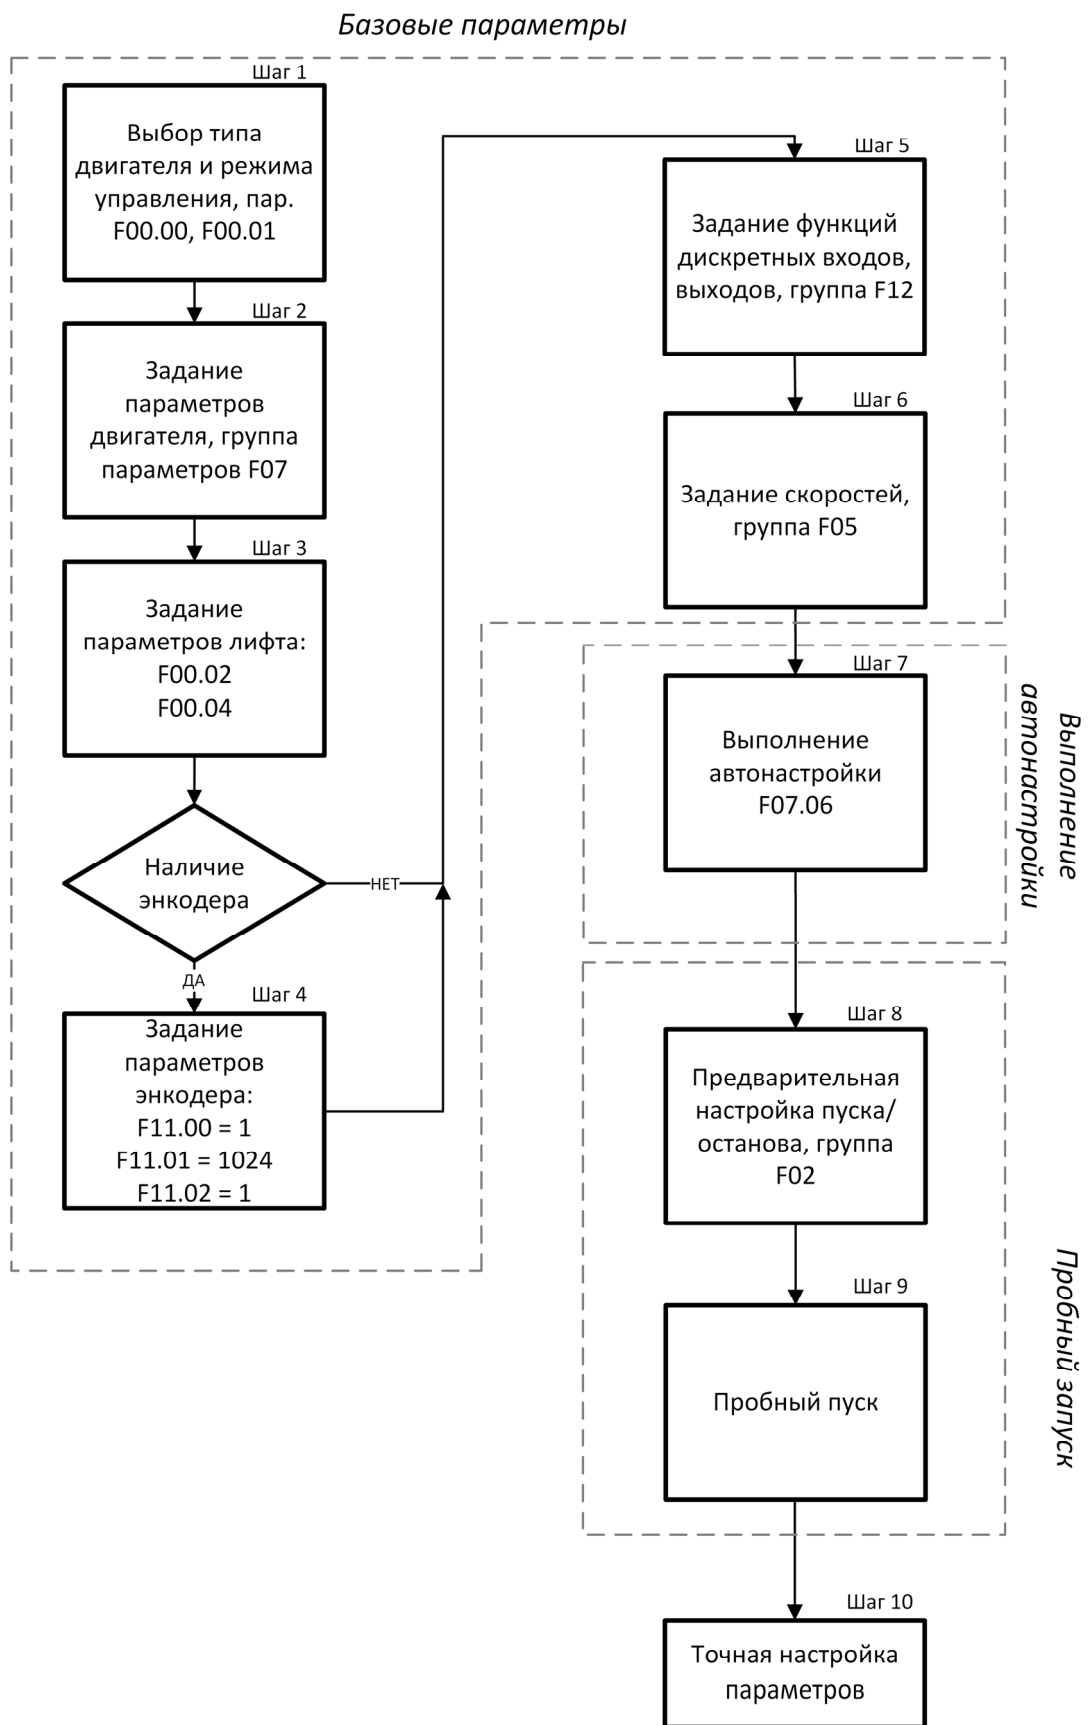 Базовые параметры
Шаг 1
Выбор типа
двигателя и режима
управления, пар.
F00.00, F00.01
Шаг 2
Задание
параметров
двигателя, группа
параметров F07
Шаг 3
Задание
параметров лифта:
F00.02
F00.04
Наличие
энкодера
НЕТ
ДА
Шаг 4
Задание
параметров
энкодера:
F11.00 = 1
F11.01 = 1024
F11.02 = 1
Шаг 5
Задание функций
дискретных входов,
выходов, группа F12
Шаг 6
Задание скоростей,
группа F05
Выполнение
автонастройки
Шаг 7
Выполнение
автонастройки
F07.06
Пробный запуск
Шаг 8
Предварительная
настройка пуска/
останова, группа
F02
Шаг 9
Пробный пуск
Шаг 10
Точная настройка
параметров